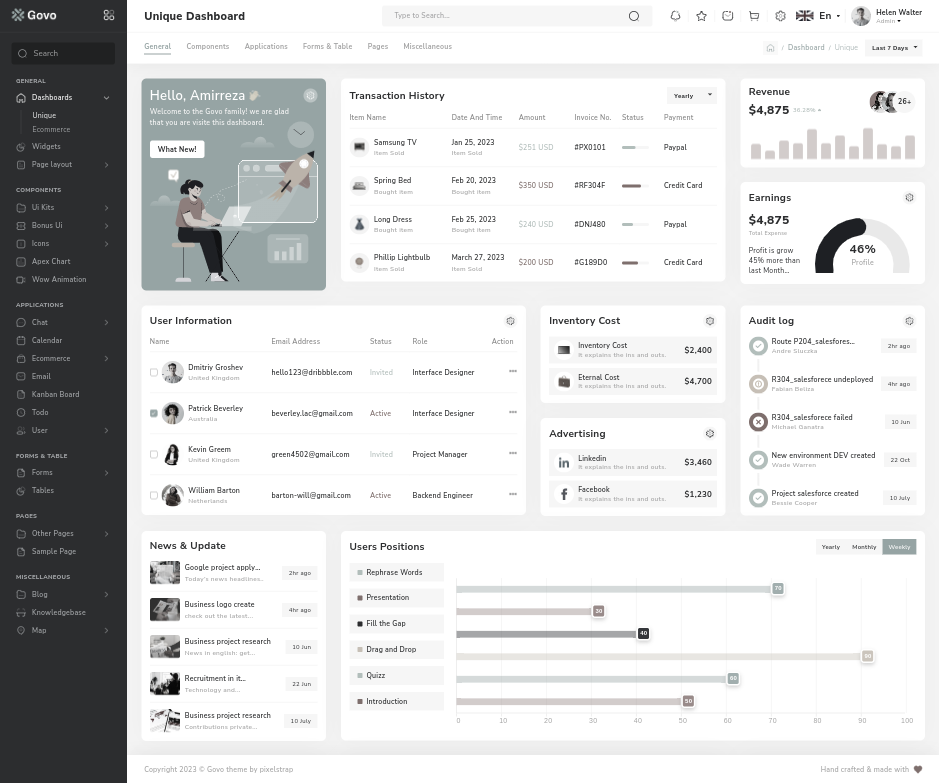 Govo
Search
GENERAL
Dashboards
Unique
Ecommerce
Widgets
Page layout
COMPONENTS
Ui Kits
Bonus Ui
Icons
Apex Chart
Wow Animation
APPLICATIONS
Chat
Calendar
Ecommerce
Email
Kanban Board
Todo
User
FORMS & TABLE
Forms
Tables
PAGES
Other Pages
Sample Page
MISCELLANEOUS
Blog
Knowledgebase
Map
Unique Dashboard
Type to Search...
En
Helen Walter
Admin
General Components Applications Forms & Table Pages Miscellaneous
/ Dashboard / Unique
Last 7 Days
Hello, Amirreza
Welcome to the Govo family! we are glad
that you are visite this dashboard.
What New!
Transaction History
Yearly
Item Name Date And Time Amount Invoice No. Status Payment
Samsung TV Jan 25, 2023 $251 USD #PX0101 Paypal
Item Sold Item Sold
Spring Bed Feb 20, 2023 $350 USD #RF304F Credit Card
Bought Item Bought Item
Long Dress Feb 25, 2023 $240 USD #DNJ480 Paypal
Bought Item Bought Item
Phillip Lightbulb March 27, 2023 $200 USD #G189D0 Credit Card
Item Sold Item Sold
Revenue
$4,875 36.28%
26+
Earnings
$4,875
Total Expense
Profit is grow
45% more than
last Month...
46%
Profile
User Information
Name Email Address Status Role Action
Dmitriy Groshev hello123@dribbble.com Invited Interface Designer
United Kingdom
Patrick Beverley beverley.lac@gmail.com Active Interface Designer
Australia
Kevin Greem green4502@gmail.com Invited Project Manager
United Kingdom
William Barton barton-will@gmail.com Active Backend Engineer
Netherlands
Inventory Cost
Inventory Cost $2,400
It explains the ins and outs.
Eternal Cost $4,700
It explains the ins and outs.
Advertising
Linkedin $3,460
It explains the ins and outs.
Facebook $1,230
It explains the ins and outs.
Audit log
Route P204_salesfores... 2hr ago
Andre Sluczka
R304_salesforece undeployed 4hr ago
Fabian Beliza
R304_salesforece failed 10 Jun
Mishael Ganatra
New environment DEV created 22 Oct
Wade Warren
Project salesforce created 10 July
Bessie Cooper
News & Update
Google project apply... 2hr ago
Today's news headlines..
Business logo create 4hr ago
check out the latest...
Business project research 10 Jun
News in english: get...
Recruitment in it... 22 Jun
Technology and...
Business project research 10 July
Contributions private...
Users Positions
Yearly Monthly Weekly
Rephrase Words
Presentation
Fill the Gap
Drag and Drop
Quizz
Introduction
70
30
40
60
50
0 10 20 30 40 50 60 70 80 90 100
Copyright 2023 © Govo theme by pixelstrap
Hand crafted & made with